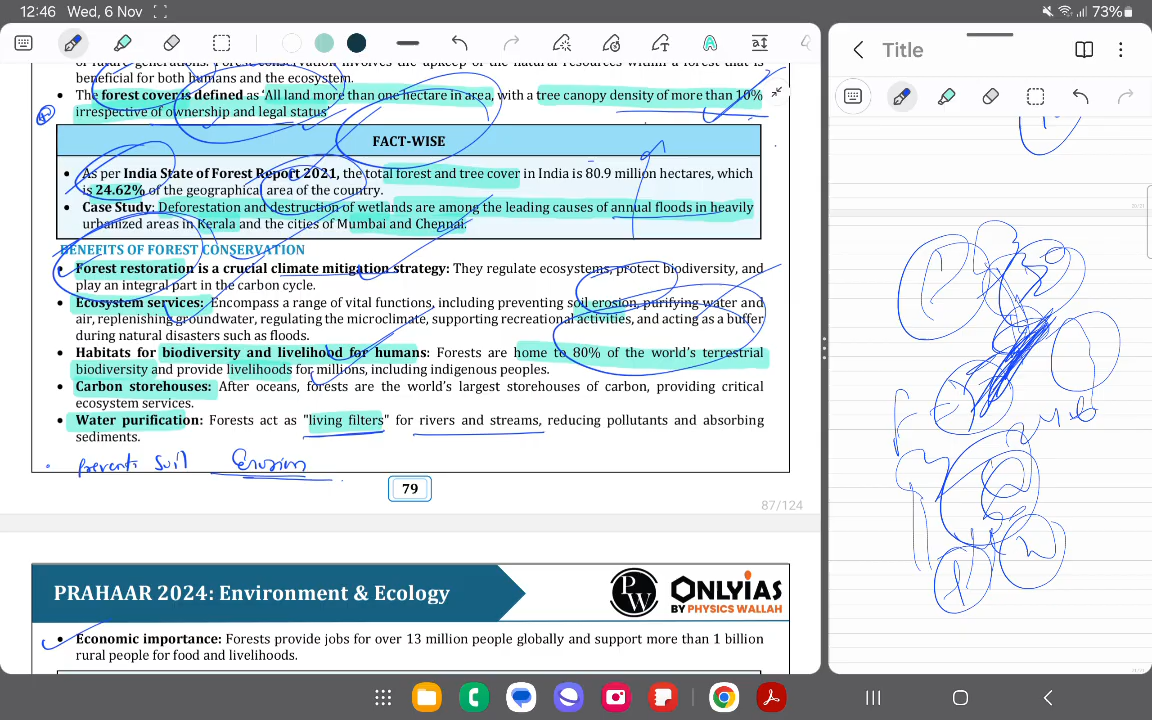 12:46 Wed, 6 Nov
73%
Title
of future generations. Forest conservation involves the upkeep of the natural resources within a forest that is
beneficial for both humans and the ecosystem.
• The forest cover is defined as 'All land more than one hectare in area, with a tree canopy density of more than 10%
irrespective of ownership and legal status'
FACT-WISE
• As per India State of Forest Report 2021, the total forest and tree cover in India is 80.9 million hectares, which
is 24.62% of the geographical area of the country.
• Case Study: Deforestation and destruction of wetlands are among the leading causes of annual floods in heavily
urbanized areas in Kerala and the cities of Mumbai and Chennai.
BENEFITS OF FOREST CONSERVATION
• Forest restoration is a crucial climate mitigation strategy: They regulate ecosystems, protect biodiversity, and
play an integral part in the carbon cycle.
• Ecosystem services: Encompass a range of vital functions, including preventing soil erosion, purifying water and
air, replenishing groundwater, regulating the microclimate, supporting recreational activities, and acting as a buffer
during natural disasters such as floods.
• Habitats for biodiversity and livelihood for humans: Forests are home to 80% of the world's terrestrial
biodiversity and provide livelihoods for millions, including indigenous peoples.
• Carbon storehouses: After oceans, forests are the world's largest storehouses of carbon, providing critical
ecosystem services.
• Water purification: Forests act as "living filters" for rivers and streams, reducing pollutants and absorbing
sediments.
• prevents soil Erosion
79
87/124
PRAHAAR 2024: Environment & Ecology
PW
ONLYIAS
BY PHYSICS WALLAH
• Economic importance: Forests provide jobs for over 13 million people globally and support more than 1 billion
rural people for food and livelihoods.